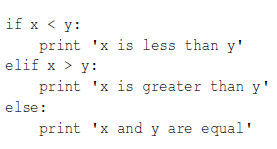 if x < y:
    print 'x is less than y'
elif x > y:
    print 'x is greater than y'
else:
    print 'x and y are equal'